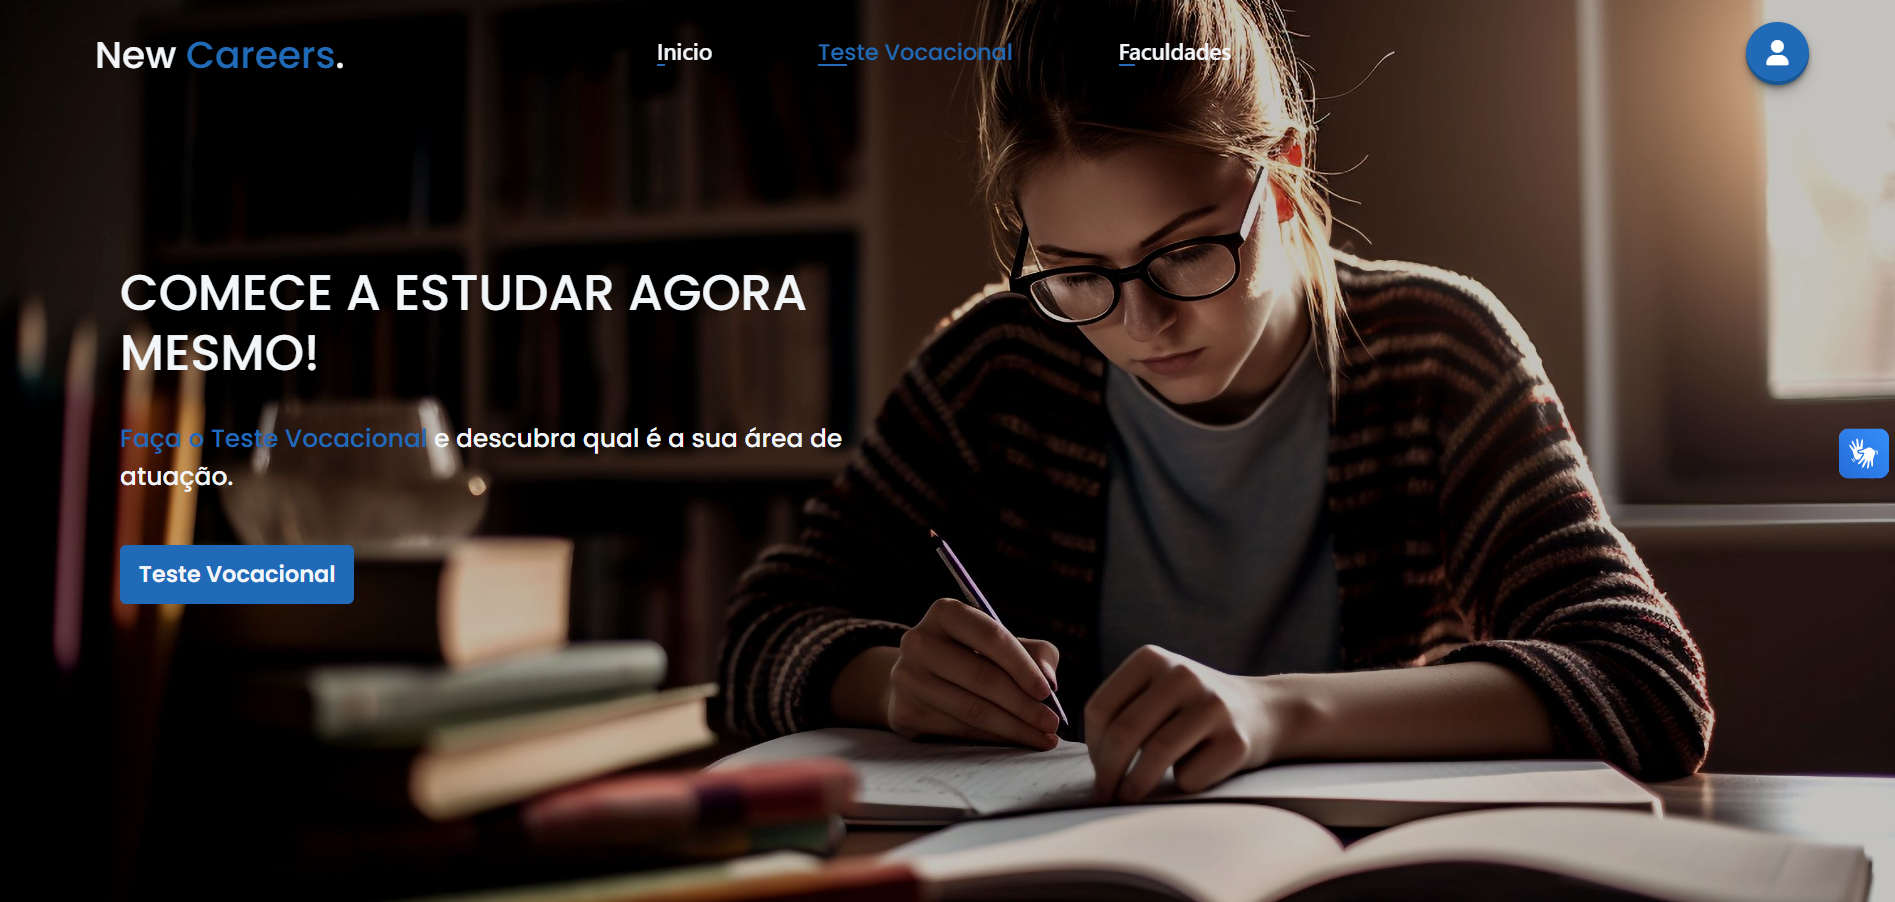 New Careers.
Inicio
Teste Vocacional
Faculdades
COMECE A ESTUDAR AGORA
MESMO!
Faça o Teste Vocacional e descubra qual é a sua área de
atuação.
Teste Vocacional